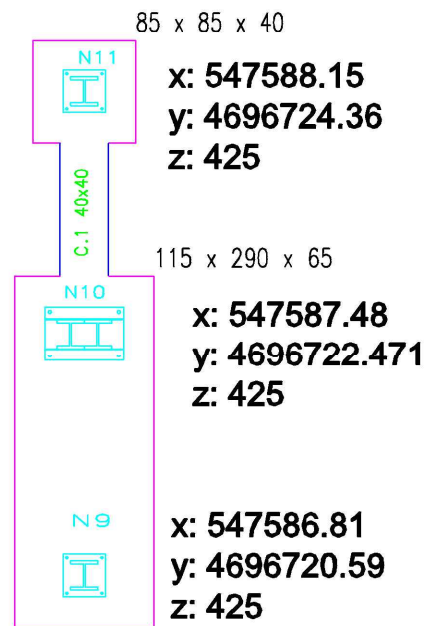 85 x 85 x 40
N11
x: 547588.15
y: 4696724.36
z: 425
C.1 40x40
115 x 290 x 65
N10
x: 547587.48
y: 4696722.471
z: 425
N9
x: 547586.81
y: 4696720.59
z: 425